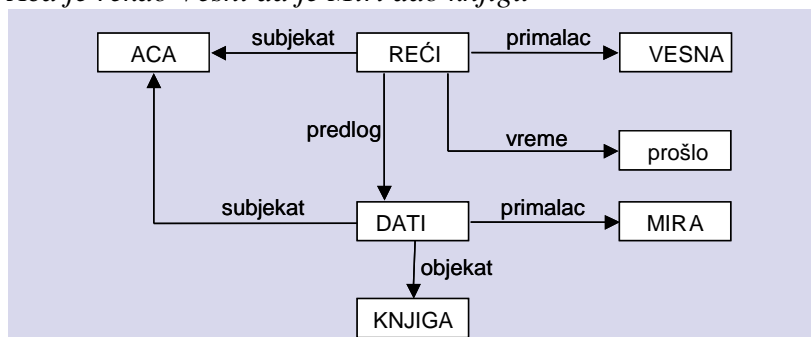 Aca je rekao Vesni da je Miri dao knjigu
subjekat
primalac
ACA
REĆI
VESNA
predlog
vreme
prošlo
subjekat
primalac
DATI
MIRA
objekat
KNJIGA